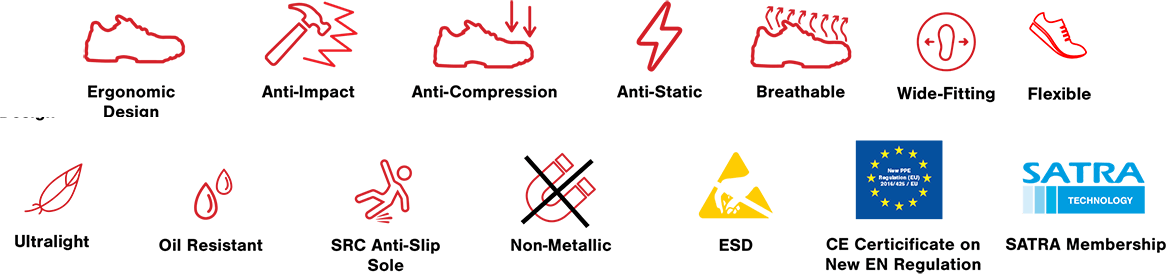 Ergonomic
Design
Anti-Impact
Anti-Compression
Anti-Static
Breathable
Wide-Fitting
Flexible
Ultralight
Oil Resistant
SRC Anti-Slip
Sole
Non-Metallic
ESD
New PPE
Regulation (EU)
2016/425 / EU
CE Certicificate on
New EN Regulation
SATRA
TECHNOLOGY
SATRA Membership